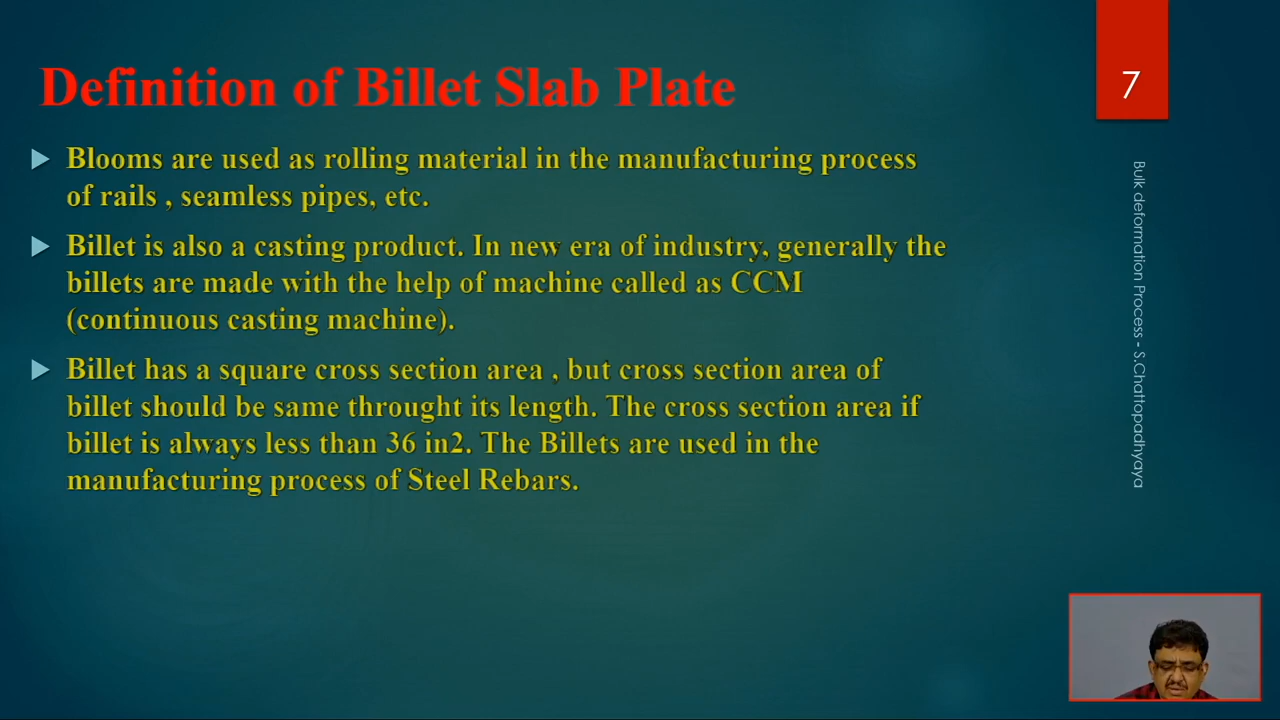 Definition of Billet Slab Plate
7
Blooms are used as rolling material in the manufacturing process
of rails , seamless pipes, etc.
Billet is also a casting product. In new era of industry, generally the
billets are made with the help of machine called as CCM
(continuous casting machine).
Billet has a square cross section area , but cross section area of
billet should be same throught its length. The cross section area if
billet is always less than 36 in2. The Billets are used in the
manufacturing process of Steel Rebars.
Bulk deformation Process - S.Chattopadhyaya